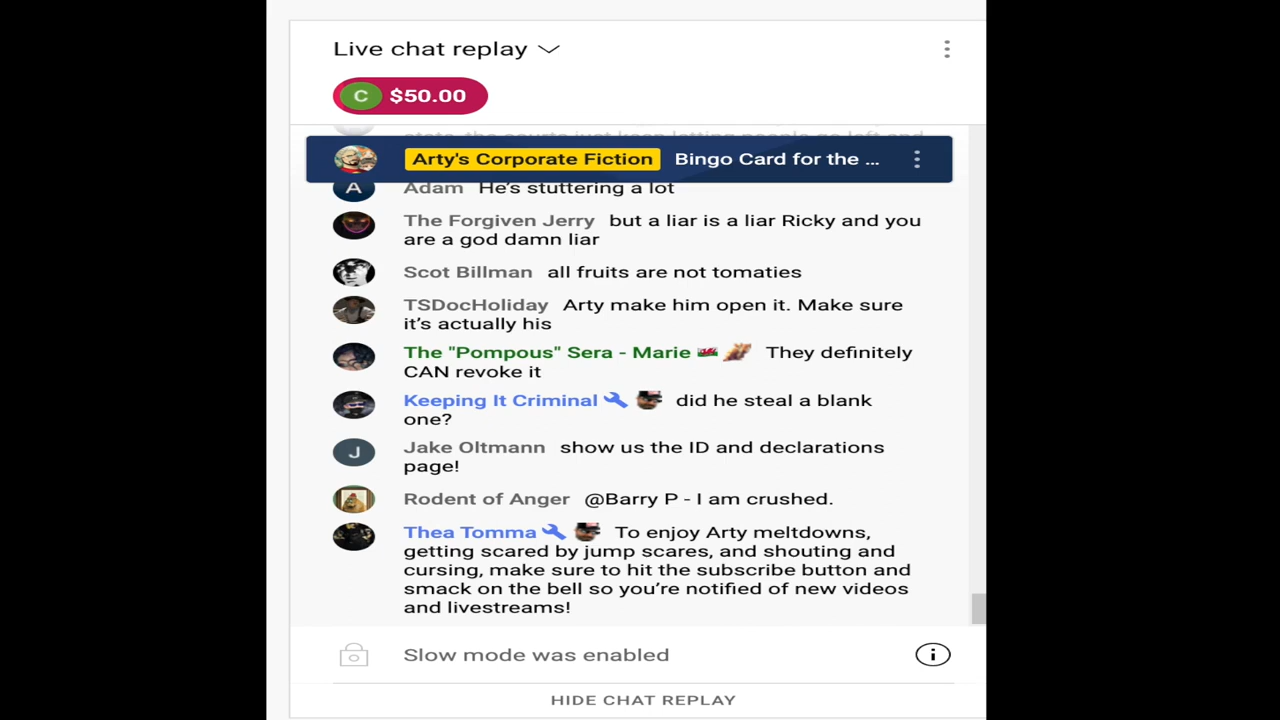 Live chat replay
C $50.00
Arty's Corporate Fiction Bingo Card for the ...
A Adam He's stuttering a lot
The Forgiven Jerry but a liar is a liar Ricky and you
are a god damn liar
Scot Billman all fruits are not tomaties
TSDocHoliday Arty make him open it. Make sure
it's actually his
The "Pompous" Sera - Marie They definitely
CAN revoke it
Keeping It Criminal did he steal a blank
one?
J Jake Oltmann show us the ID and declarations
page!
Rodent of Anger @Barry P - I am crushed.
Thea Tomma To enjoy Arty meltdowns,
getting scared by jump scares, and shouting and
cursing, make sure to hit the subscribe button and
smack on the bell so you're notified of new videos
and livestreams!
Slow mode was enabled
HIDE CHAT REPLAY